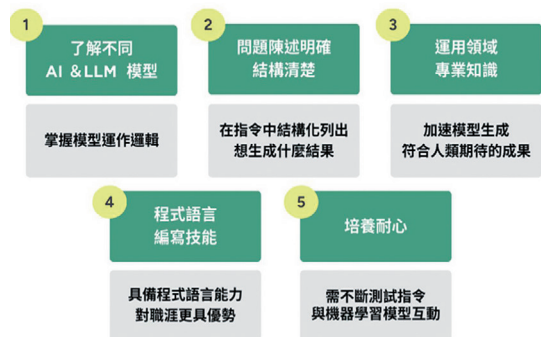 1
了解不同
AI &LLM 模型
掌握模型運作邏輯
2
問題陳述明確
結構清楚
在指令中結構化列出
想生成什麼結果
3
運用領域
專業知識
加速模型生成
符合人類期待的成果
4
程式語言
編寫技能
具備程式語言能力
對職涯更具優勢
5
培養耐心
需不斷測試指令
與機器學習模型互動